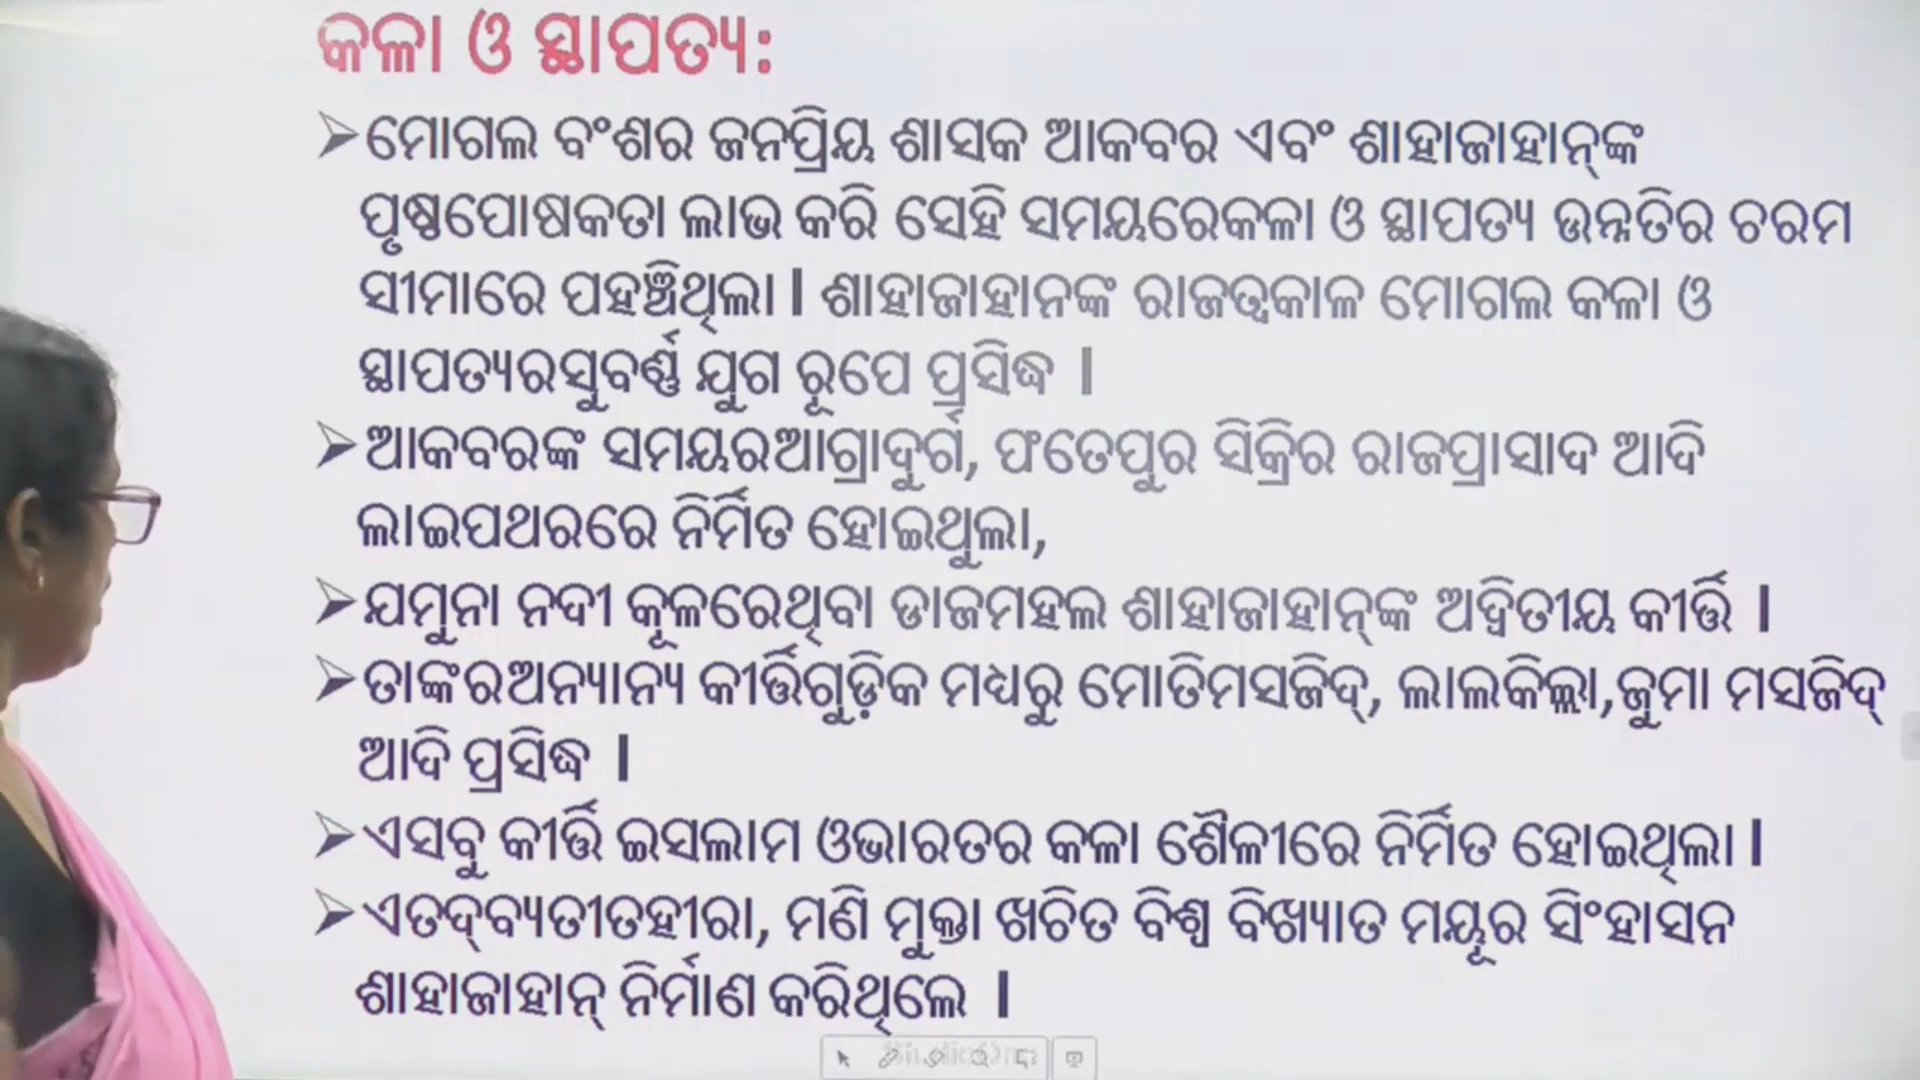 କଳା ଓ ସ୍ଥାପତ୍ୟ:
➢ମୋଗଲ ବଂଶର ଜନପ୍ରିୟ ଶାସକ ଆକବର ଏବଂ ଶାହାଜାହାନ୍‌ଙ୍କ
ପୃଷ୍ଠପୋଷକତା ଲାଭ କରି ସେହି ସମୟରେକଳା ଓ ସ୍ଥାପତ୍ୟ ଉନ୍ନତିର ଚରମ
ସୀମାରେ ପହଞ୍ଚିଥିଲା l ଶାହାଜାହାନଙ୍କ ରାଜତ୍ୱକାଳ ମୋଗଲ କଳା ଓ
ସ୍ଥାପତ୍ୟରସୁବର୍ଣ୍ଣ ଯୁଗ ରୂପେ ପ୍ରସିଦ୍ଧ l
➢ଆକବରଙ୍କ ସମୟରଆଗ୍ରାଦୁର୍ଗ, ଫତେପୁର ସିକ୍ରିର ରାଜପ୍ରାସାଦ ଆଦି
ଲାଇପଥରରେ ନିର୍ମିତ ହୋଇଥୁଲା,
➢ଯମୁନା ନଦୀ କୂଳରେଥିବା ତାଜମହଲ ଶାହାଜାହାନ୍‌ଙ୍କ ଅଦ୍ୱିତୀୟ କୀର୍ତ୍ତି l
➢ତାଙ୍କରଅନ୍ୟାନ୍ୟ କୀର୍ତ୍ତିଗୁଡ଼ିକ ମଧ୍ୟରୁ ମୋତିମସଜିଦ୍, ଲାଲକିଲ୍ଲା,ଜୁମା ମସଜିଦ୍
ଆଦି ପ୍ରସିଦ୍ଧ l
➢ଏସବୁ କୀର୍ତ୍ତି ଇସଲାମ ଓଭାରତର କଳା ଶୈଳୀରେ ନିର୍ମିତ ହୋଇଥିଲା l
➢ଏତଦ୍‌ବ୍ୟତୀତହୀରା, ମଣି ମୁକ୍ତା ଖଚିତ ବିଶ୍ୱ ବିଖ୍ୟାତ ମୟୂର ସିଂହାସନ
ଶାହାଜାହାନ୍ ନିର୍ମାଣ କରିଥିଲେ l